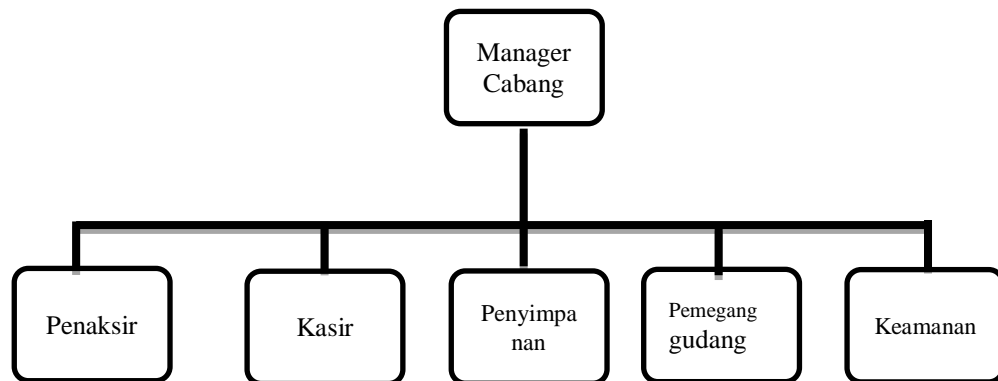 Manager
Cabang
Penaksir
Kasir
Penyimpa
nan
Pemegang
gudang
Keamanan